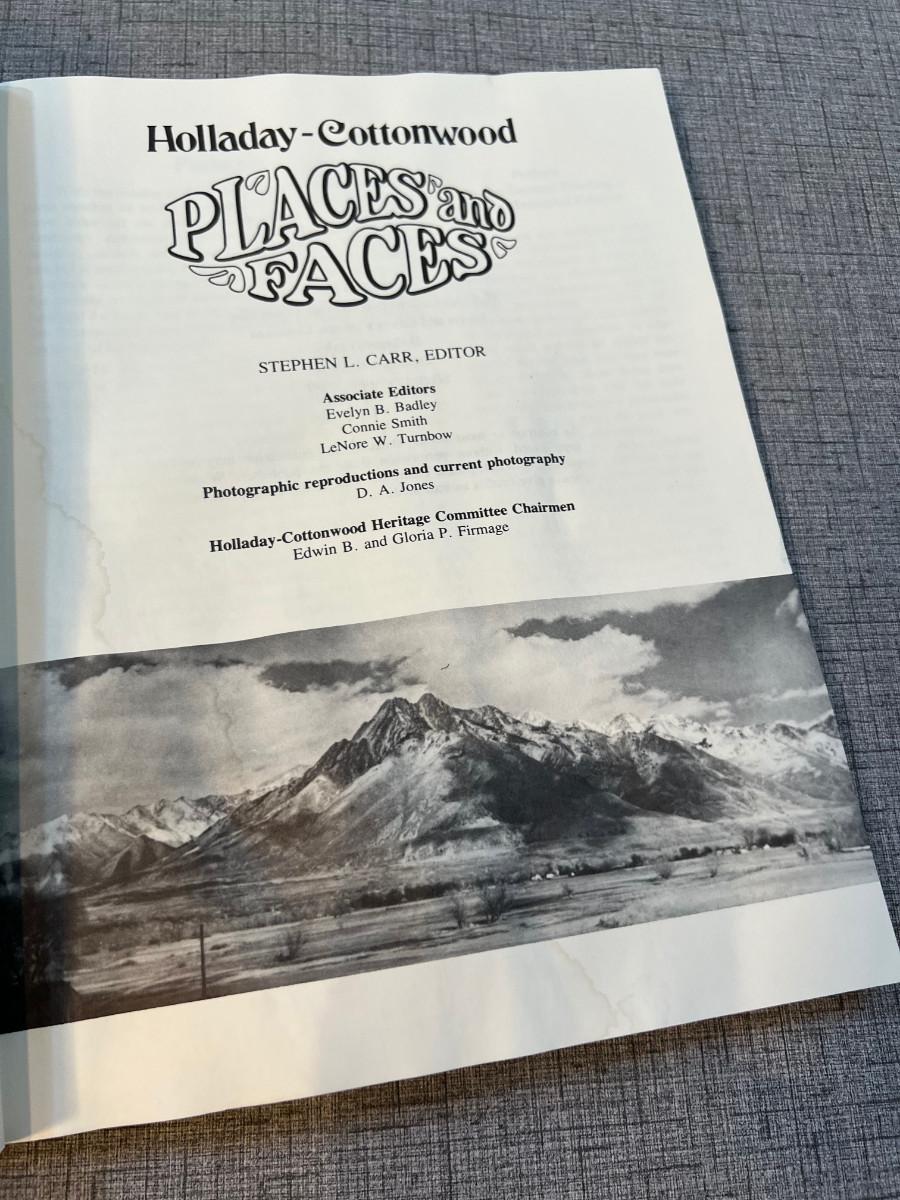 Holladay-Cottonwood
PLACES and
FACES
STEPHEN L. CARR, EDITOR
Associate Editors
Evelyn B. Badley
Connie Smith
LeNore W. Turnbow
Photographic reproductions and current photography
D. A. Jones
Holladay-Cottonwood Heritage Committee Chairmen
Edwin B. and Gloria P. Firmage